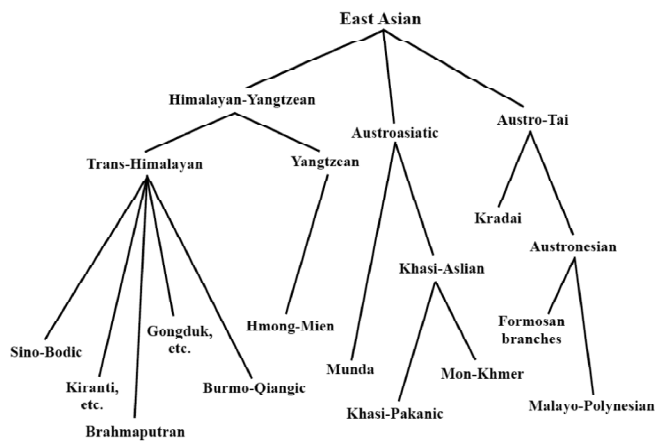 East Asian
Himalayan-Yangtzean
Austro-Tai
Austroasiatic
Trans-Himalayan
Yangtzean
Kradai
Austronesian
Khasi-Aslian
Formosan
branches
Hmong-Mien
Gongduk,
etc.
Sino-Bodic
Munda
Mon-Khmer
Kiranti,
etc.
Burmo-Qiangic
Khasi-Pakanic
Malayo-Polynesian
Brahmaputran